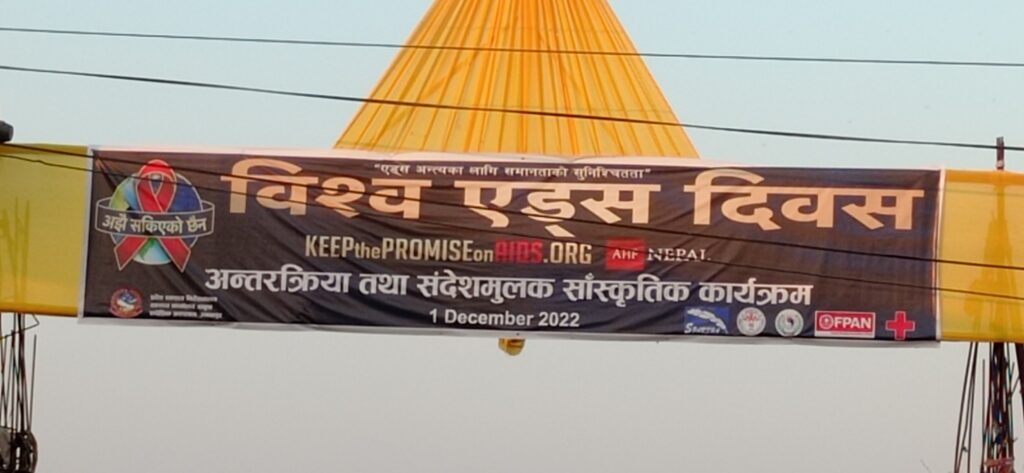 "एड्स अन्त्यका लागि समानताको सुनिश्चितता"
विश्व एड्स दिवस
अझै सकिएको छैन
KEEPthePROMISEonAIDS.ORG AHF NEPAL
अन्तरक्रिया तथा संदेशमुलक साँस्कृतिक कार्यक्रम
1 December 2022
FPAN